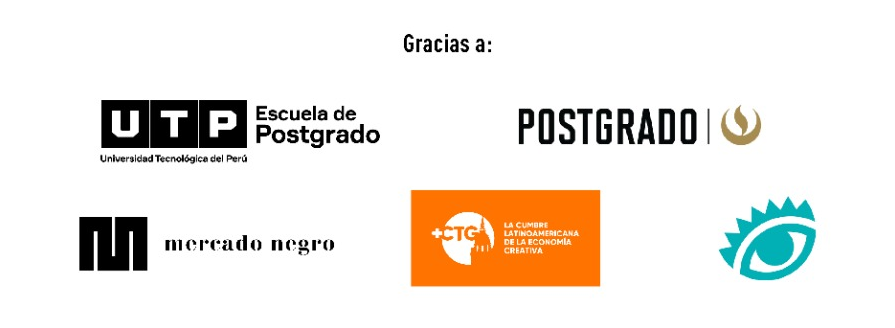 Gracias a:
UTP
Escuela de
Postgrado
Universidad Tecnológica del Perú
POSTGRADO
mercado negro
+CTG
LA CUMBRE
LATINOAMERICANA
DE LA ECONOMÍA
CREATIVA